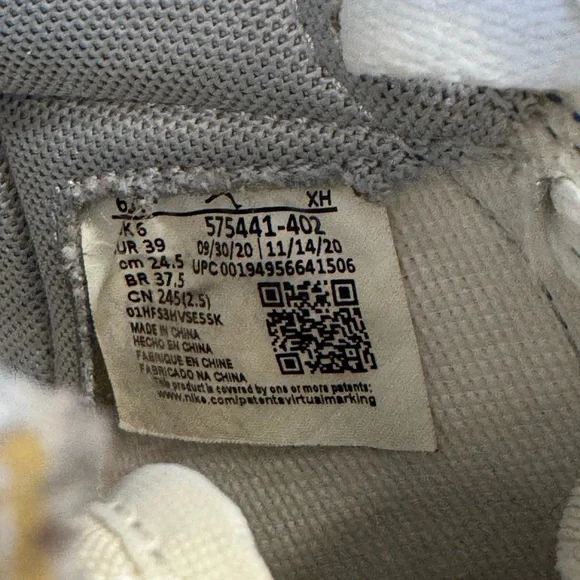 XH
K 6 575441-402
UR 39 09/30/20 | 11/14/20
cm 24.5 UPC 00194956641506
BR 37.5
CN 245(2.5)
01HFS3HVSE5SK
MADE IN CHINA
HECHO EN CHINA
FABRIQUE EN CHINE
FABRICADO NA CHINA
This product is covered by one or more patents:
www.nike.com/patentsvirtualmarking